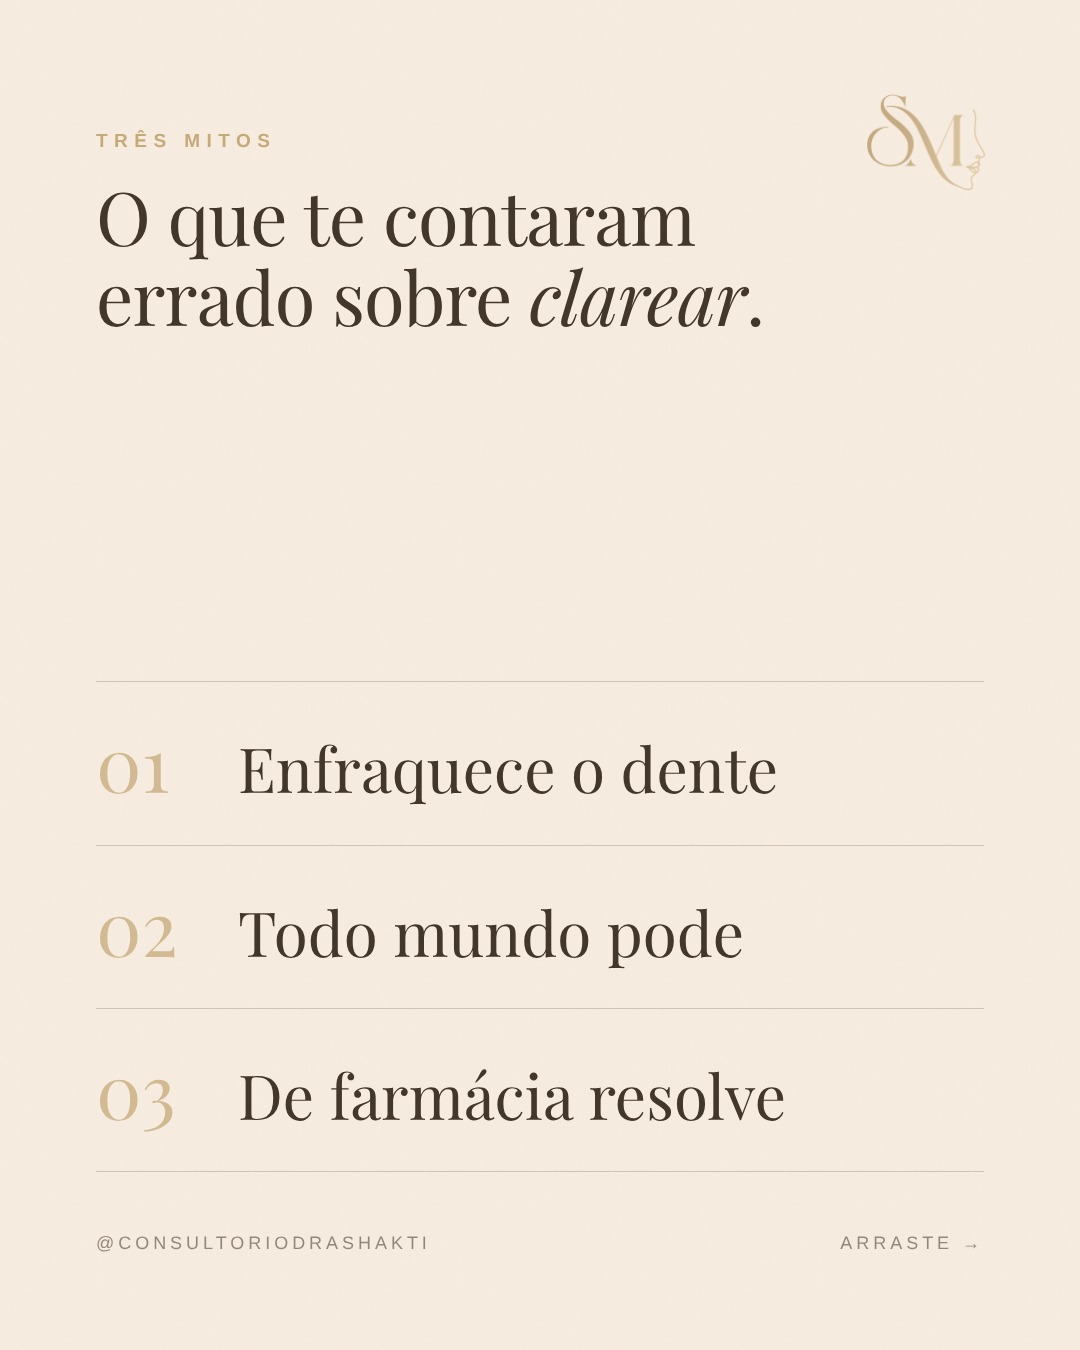 TRÊS MITOS
SM
O que te contaram
errado sobre clarear.
01 Enfraquece o dente
02 Todo mundo pode
03 De farmácia resolve
@CONSULTORIODRASHAKTI
ARRASTE →